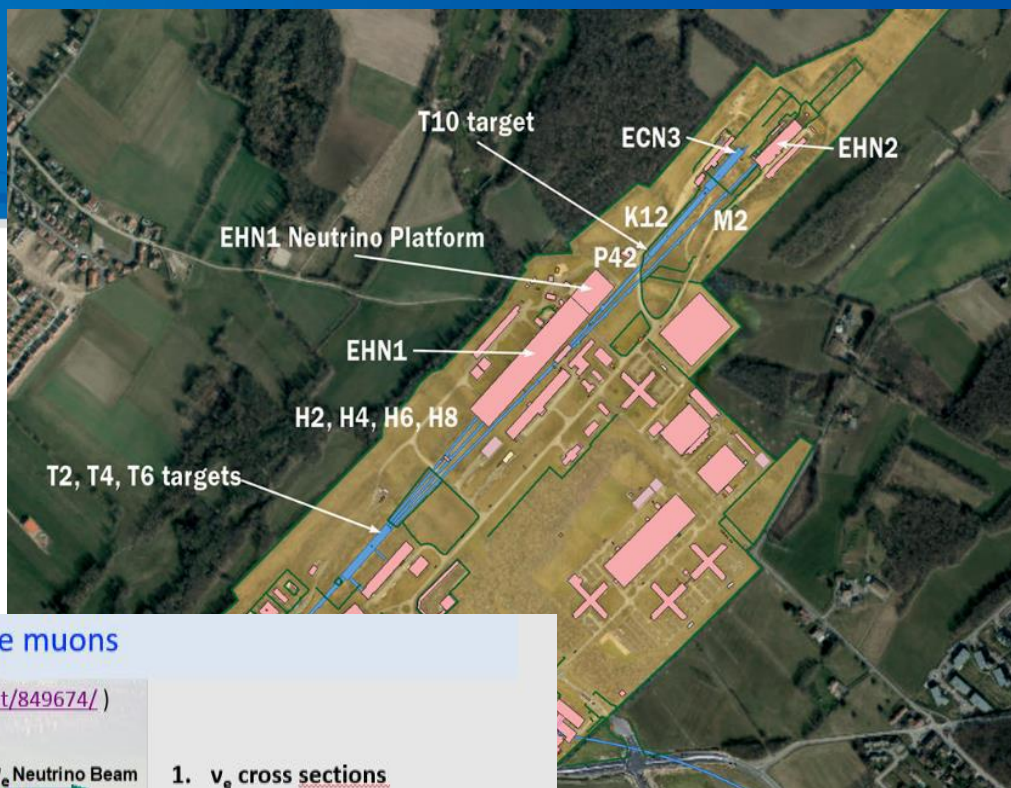 T10 target
ECN3
EHN2
K12
M2
EHN1 Neutrino Platform
P42
EHN1
H2, H4, H6, H8
T2, T4, T6 targets
e muons
t/849674/ )
e Neutrino Beam
1. νe cross sections